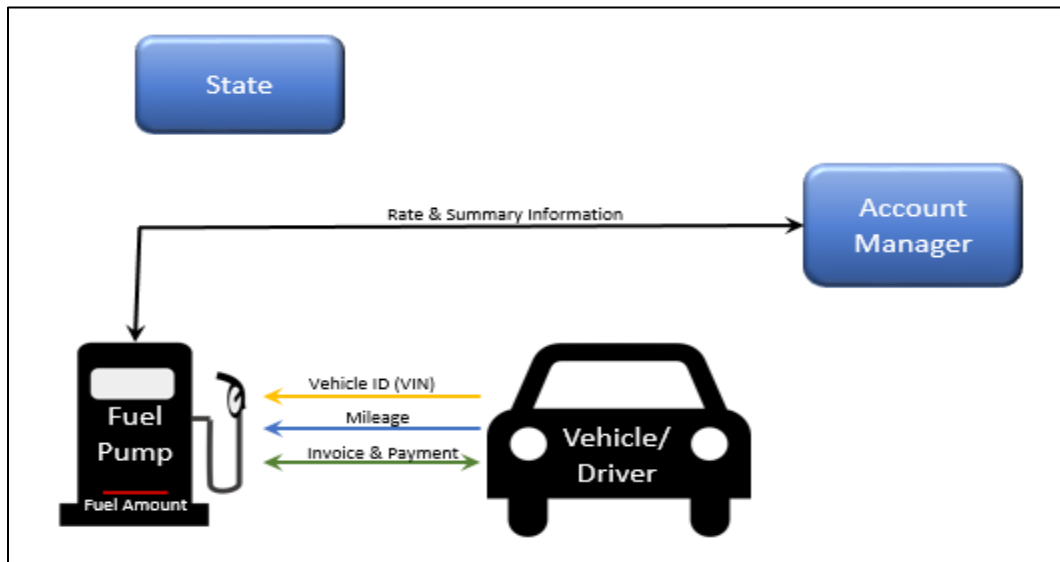 State
Account
Manager
Rate & Summary Information
Vehicle ID (VIN)
Mileage
Invoice & Payment
Fuel
Pump
Fuel Amount
Vehicle/
Driver